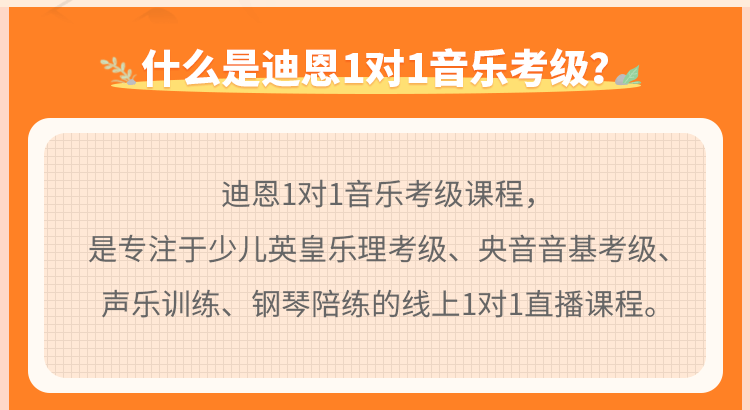 什么是迪恩1对1音乐考级？
迪恩1对1音乐考级课程，
是专注于少儿英皇乐理考级、央音音基考级、
声乐训练、钢琴陪练的线上1对1直播课程。